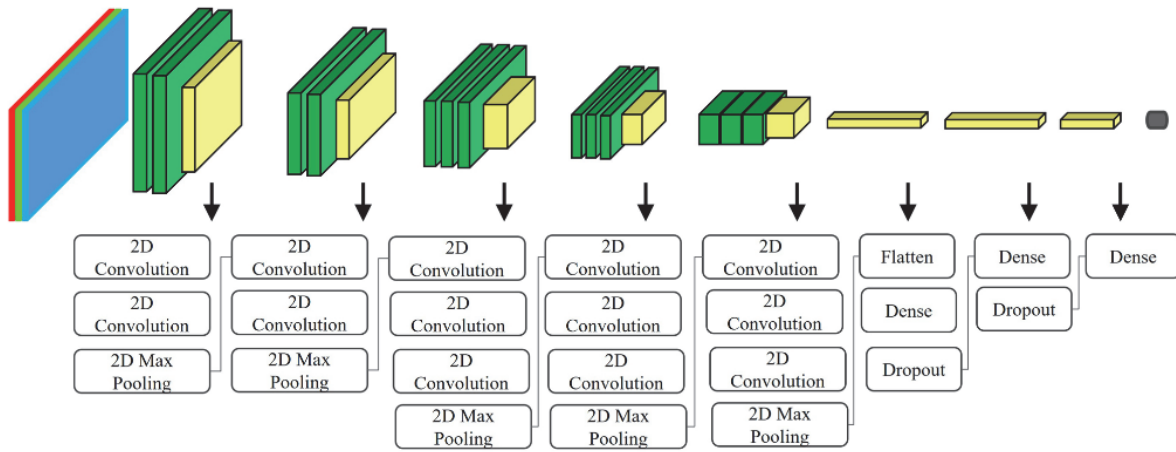 2D
Convolution
2D
Convolution
2D Max
Pooling
2D
Convolution
2D
Convolution
2D Max
Pooling
2D
Convolution
2D
Convolution
2D
Convolution
2D Max
Pooling
2D
Convolution
2D
Convolution
2D
Convolution
2D Max
Pooling
2D
Convolution
2D
Convolution
2D
Convolution
2D Max
Pooling
Flatten
Dense
Dropout
Dense
Dropout
Dense